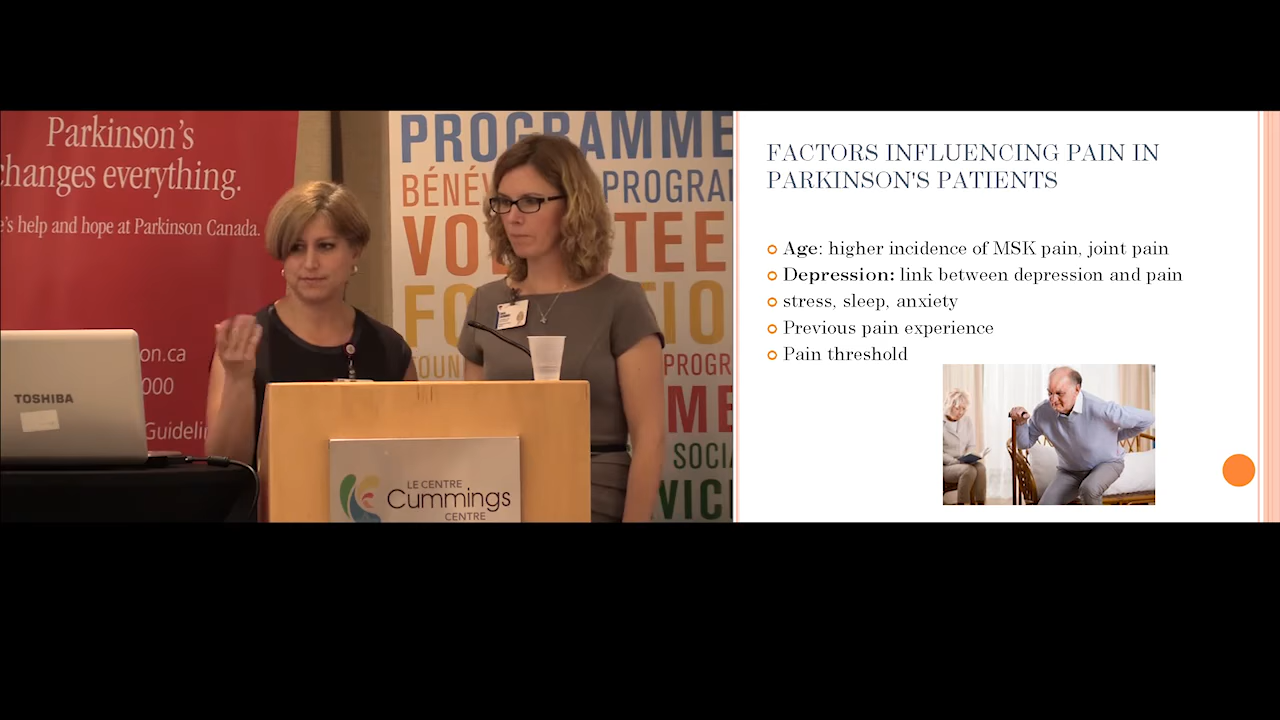 Parkinson's
changes everything.
e's help and hope at Parkinson Canada.
on.ca
000
Guidelin
TOSHIBA
PROGRAMME
BÉNÉV PROGRA
VO TEE
FO TIO
FOUN PROGR
ME
SOCIA
VICE
LE CENTRE
Cummings
CENTRE
FACTORS INFLUENCING PAIN IN
PARKINSON'S PATIENTS
Age: higher incidence of MSK pain, joint pain
Depression: link between depression and pain
stress, sleep, anxiety
Previous pain experience
Pain threshold